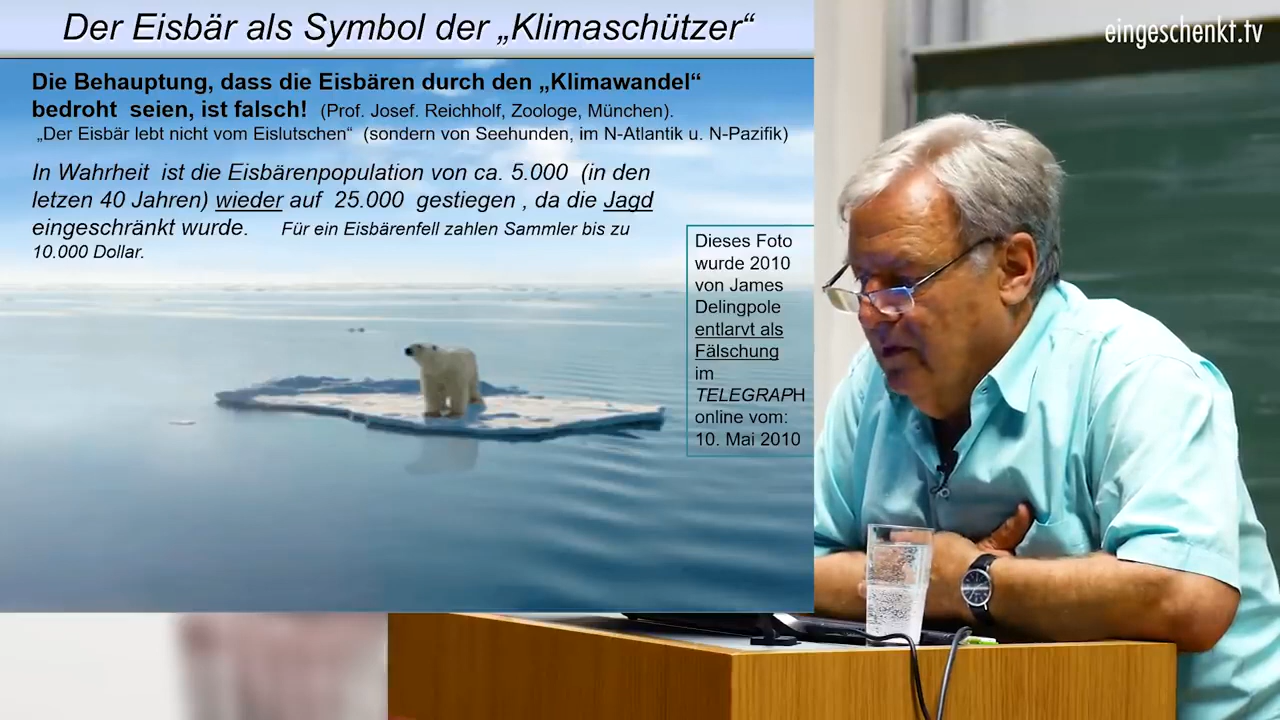 Der Eisbär als Symbol der „Klimaschützer“
eingeschenkt.tv
Die Behauptung, dass die Eisbären durch den „Klimawandel“
bedroht seien, ist falsch! (Prof. Josef. Reichholf, Zoologe, München).
„Der Eisbär lebt nicht vom Eislutschen“ (sondern von Seehunden, im N-Atlantik u. N-Pazifik)
In Wahrheit ist die Eisbärenpopulation von ca. 5.000 (in den
letzen 40 Jahren) wieder auf 25.000 gestiegen , da die Jagd
eingeschränkt wurde. Für ein Eisbärenfell zahlen Sammler bis zu
10.000 Dollar.
Dieses Foto
wurde 2010
von James
Delingpole
entlarvt als
Fälschung
im
TELEGRAPH
online vom:
10. Mai 2010